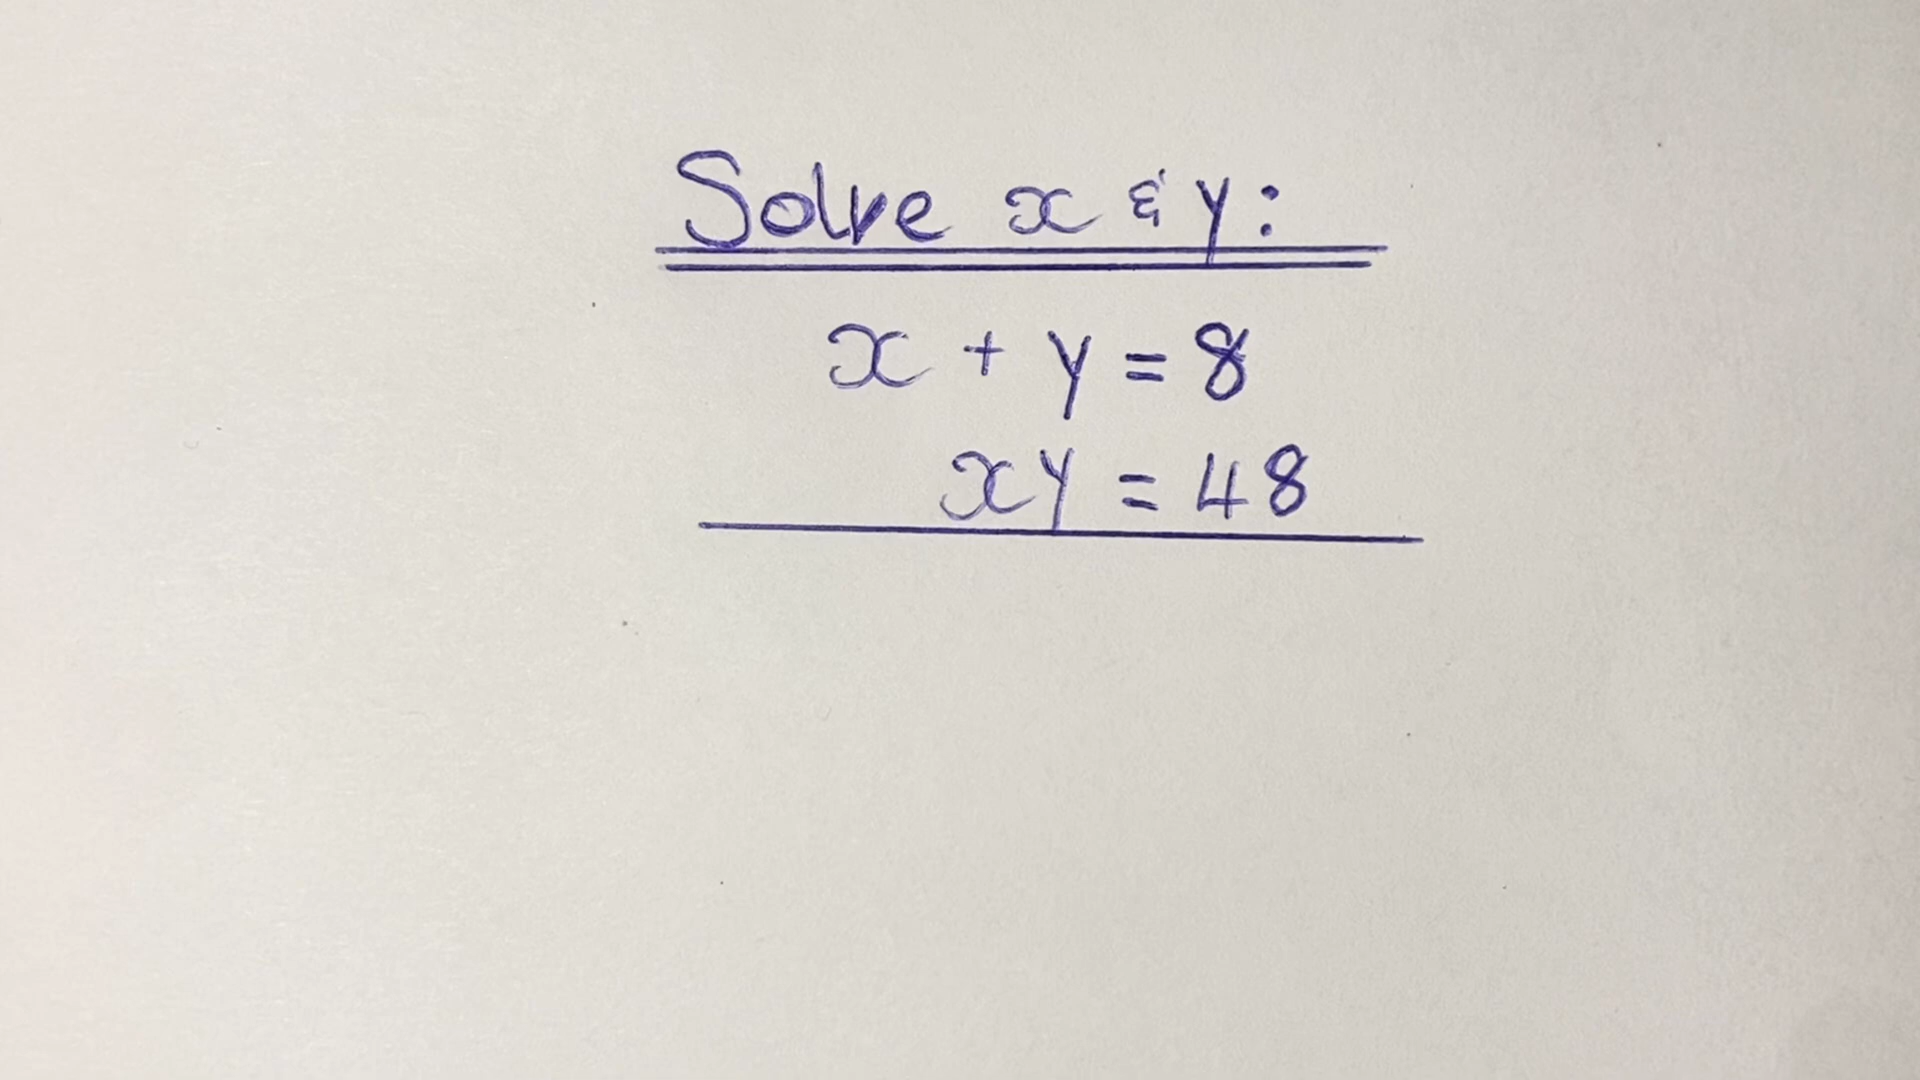 Solve x & y:
x + y = 8
xy = 48